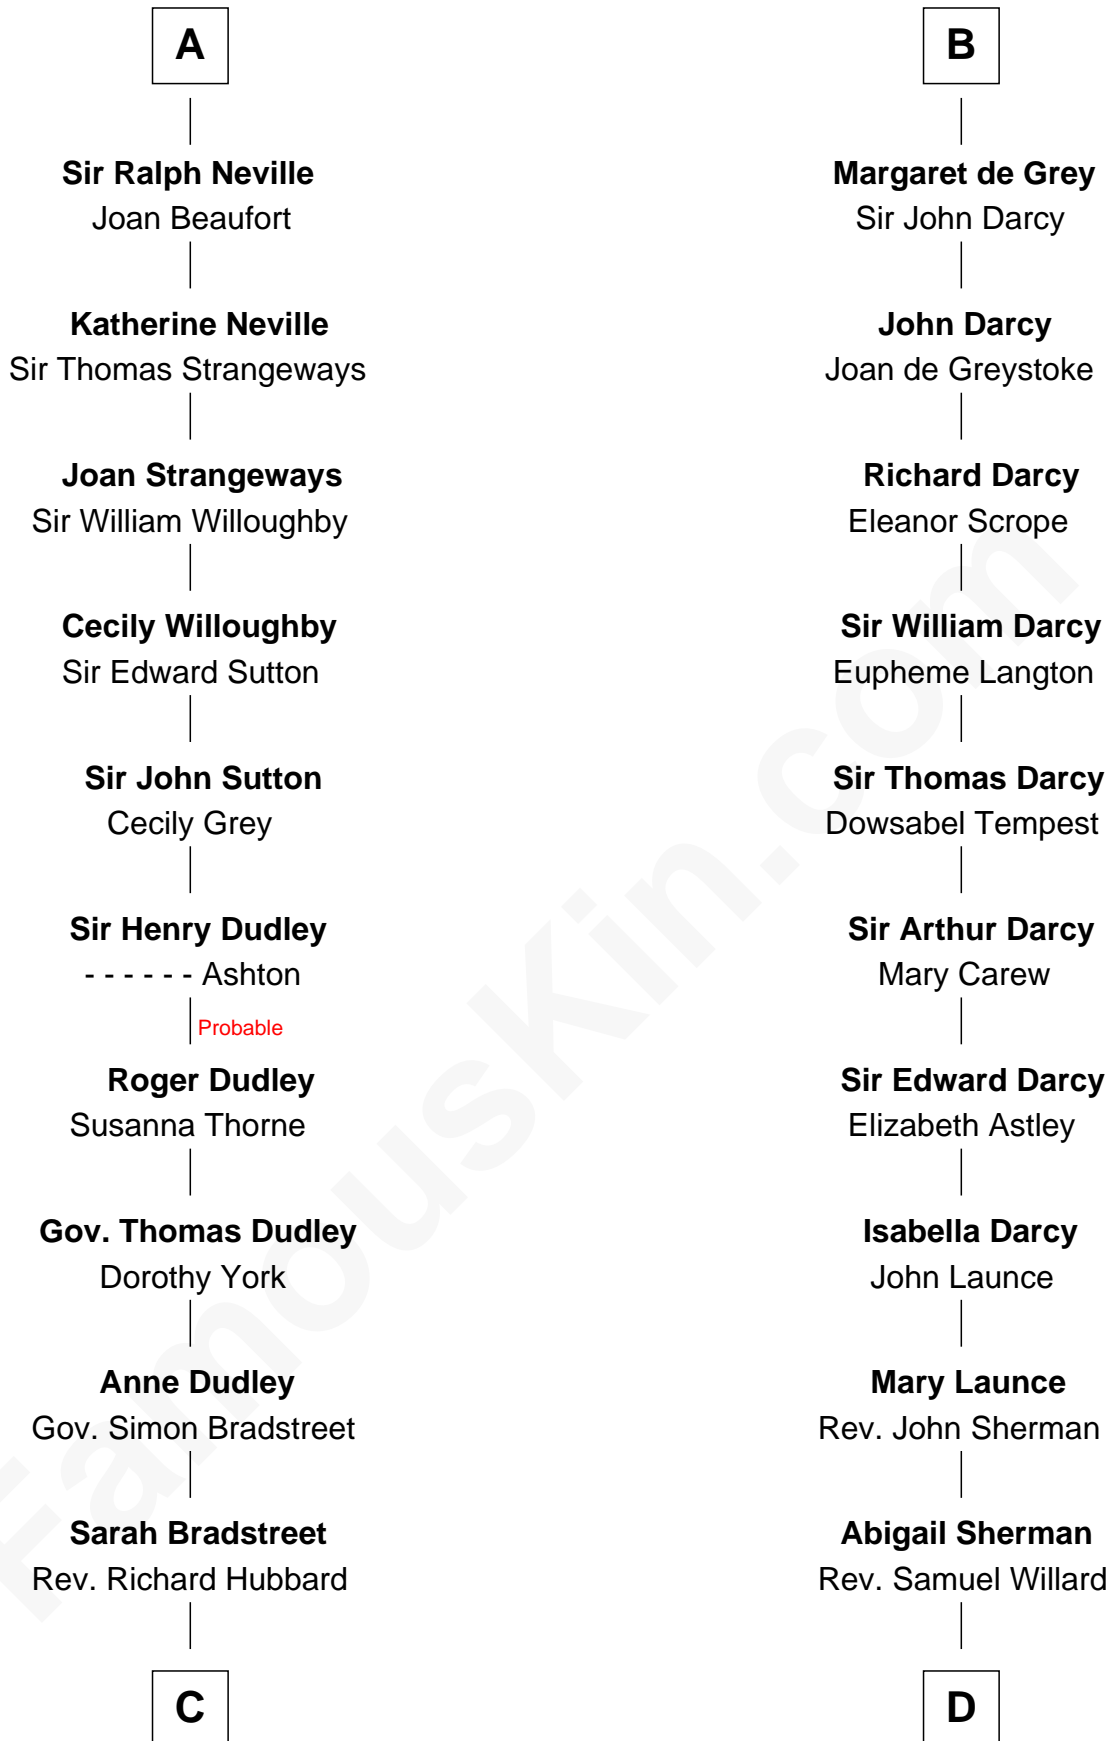 A
Sir Ralph Neville
Joan Beaufort
Katherine Neville
Sir Thomas Strangeways
Joan Strangeways
Sir William Willoughby
Cecily Willoughby
Sir Edward Sutton
Sir John Sutton
Cecily Grey
Sir Henry Dudley
- - - - - - Ashton
Probable
Roger Dudley
Susanna Thorne
Gov. Thomas Dudley
Dorothy York
Anne Dudley
Gov. Simon Bradstreet
Sarah Bradstreet
Rev. Richard Hubbard
C
B
Margaret de Grey
Sir John Darcy
John Darcy
Joan de Greystoke
Richard Darcy
Eleanor Scrope
Sir William Darcy
Eupheme Langton
Sir Thomas Darcy
Dowsabel Tempest
Sir Arthur Darcy
Mary Carew
Sir Edward Darcy
Elizabeth Astley
Isabella Darcy
John Launce
Mary Launce
Rev. John Sherman
Abigail Sherman
Rev. Samuel Willard
D
FamousKin.com